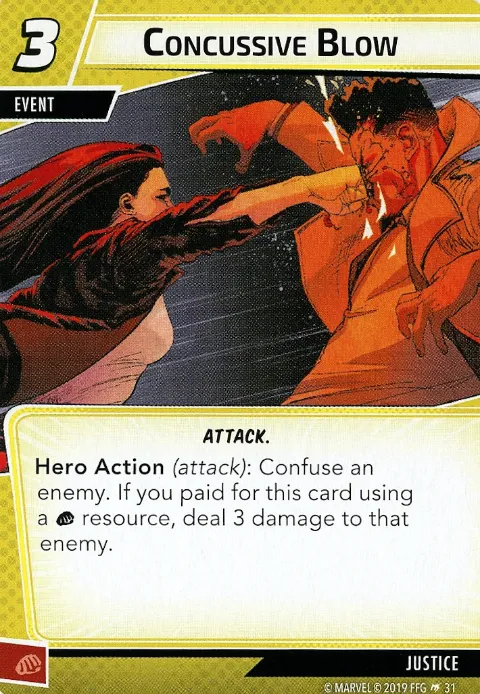 3
CONCUSSIVE BLOW
EVENT
ATTACK.
Hero Action (attack): Confuse an
enemy. If you paid for this card using
a resource, deal 3 damage to that
enemy.
JUSTICE
© MARVEL © 2019 FFG 31